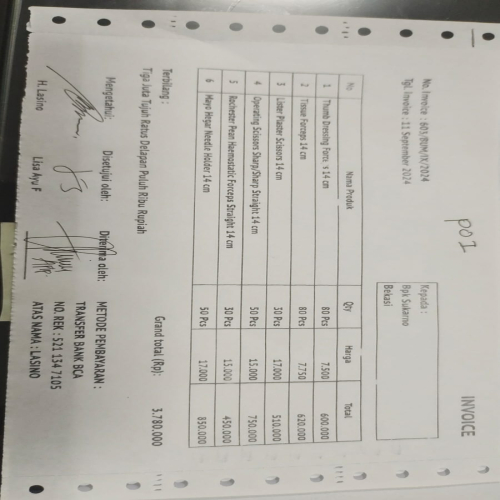 INVOICE
P01
No. Invoice : 803/BUM/IX/2024
Tgl. Invoice : 11 September 2024
Kepada :
Bpk Sukarno
Bekasi
No Nama Produk Qty Harga Total
1 Thumb Dressing 14 cm 80 Pcs 7.500 600.000
2 Tissue Forceps 14 cm 80 Pcs 7.750 620.000
3 Lister Plaster Scissors 14 cm 30 Pcs 17.000 510.000
4 Operating Scissors Sharp/Sharp Straight 14 cm 50 Pcs 15.000 750.000
5 Rochester Pean Haemostatic Forceps Straight 14 cm 30 Pcs 15.000 450.000
6 Mayo Hegar Needle Holder 14 cm 50 Pcs 17.000 850.000
Grand total (Rp): 3.780.000
Terbilang :
Tiga Juta Tujuh Ratus Delapan Puluh Ribu Rupiah
Mengetahui: Disetujui oleh: Diterima oleh:
H. Lasino Lisa Ayu F
METODE PEMBAYARAN :
TRANSFER BANK BCA
NO. REK : 521 134 7105
ATAS NAMA : LASINO